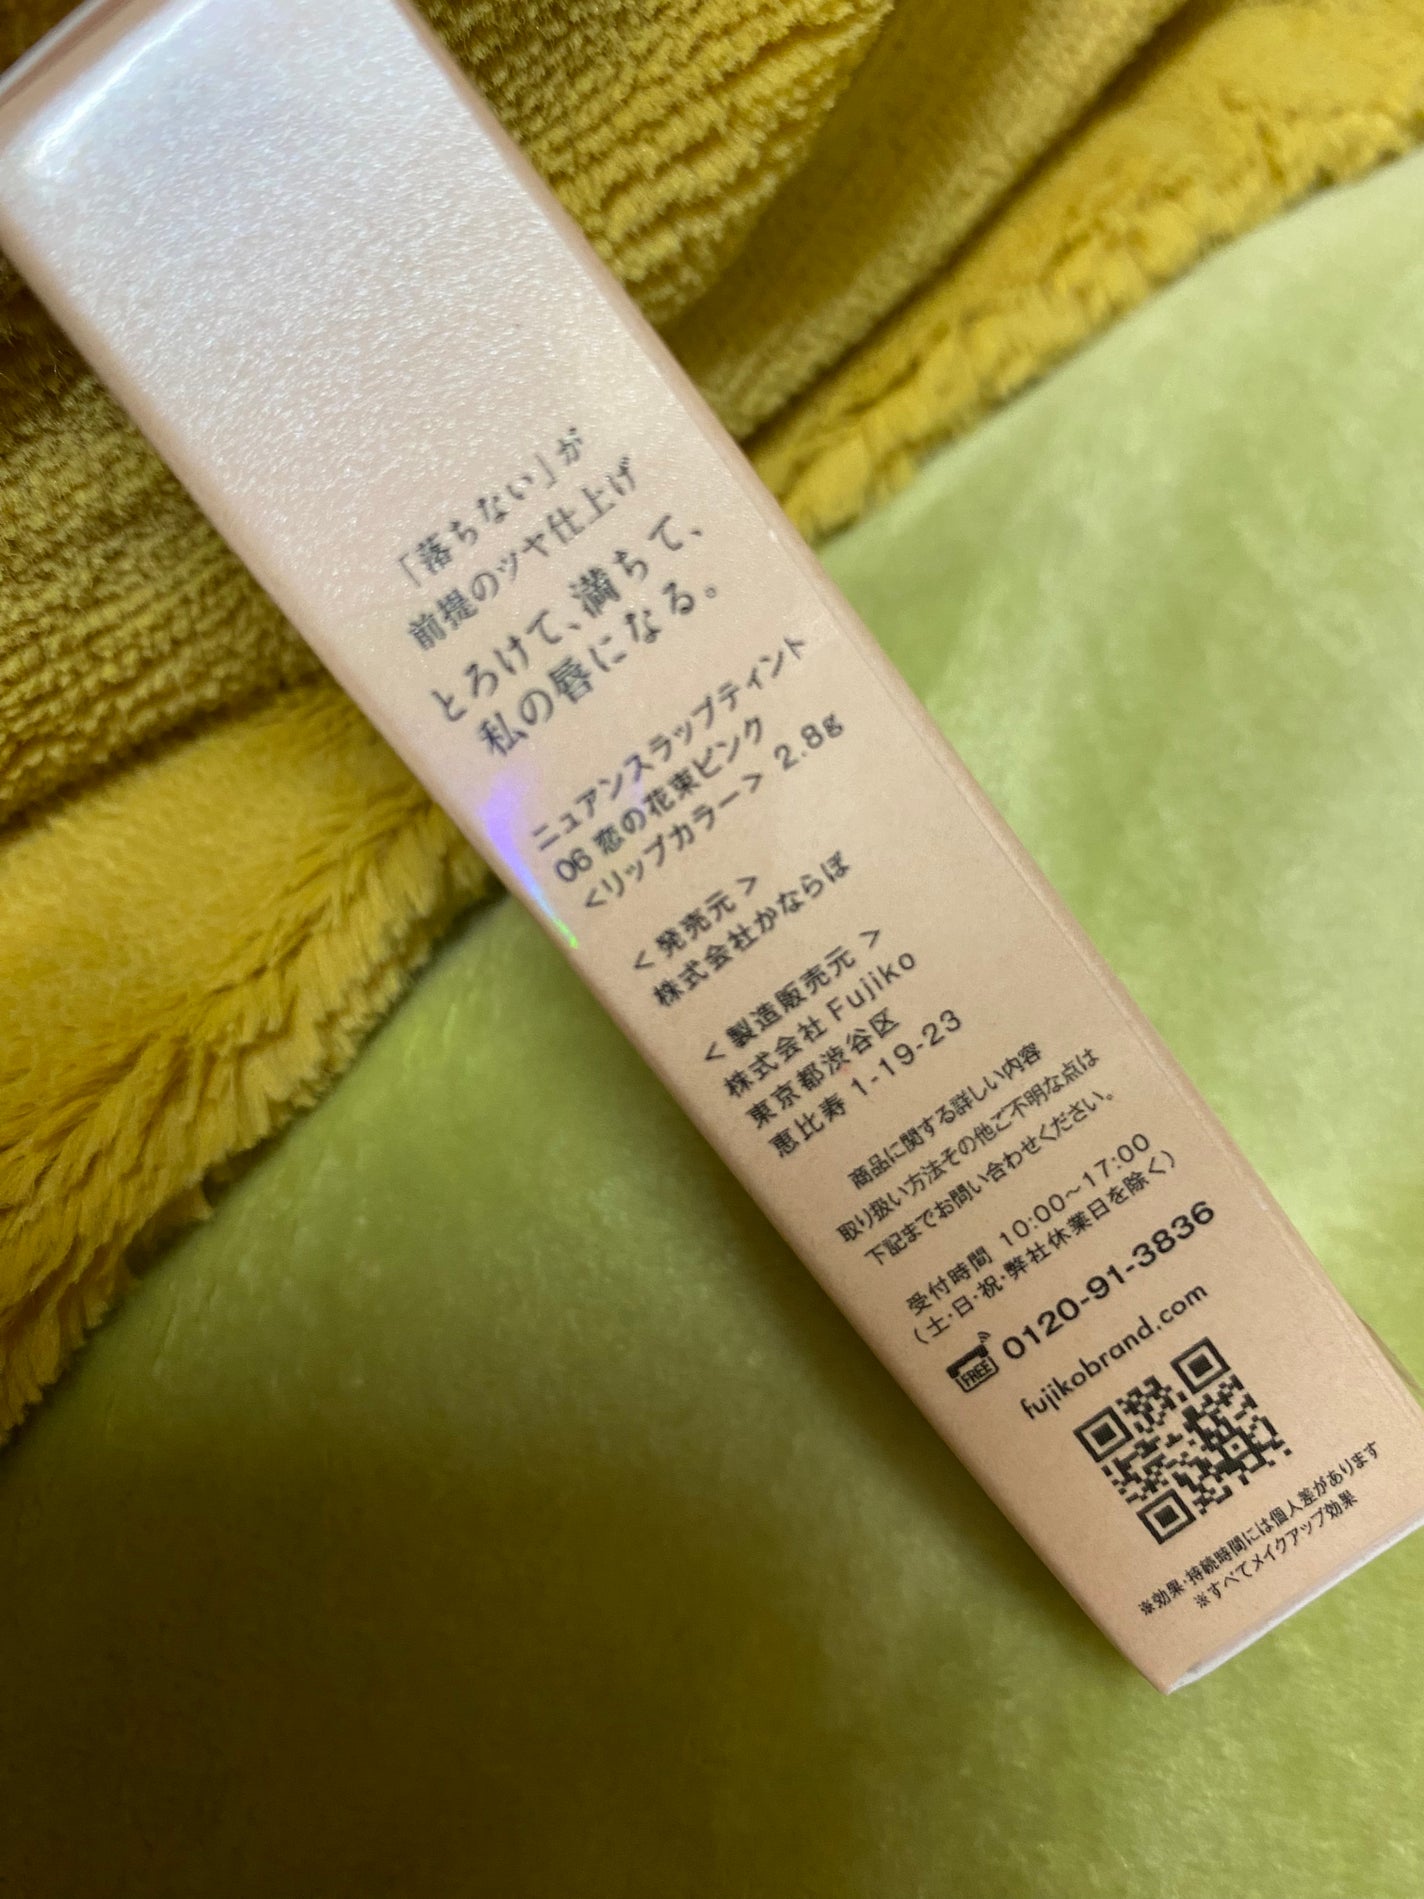 「落ちない」が
前提のツヤ仕上げ
とろけて、満ちて、
私の唇になる。
ニュアンスラップティント
06 恋の花束ピンク
<リップカラー> 2.8g
< 発売元 >
株式会社かならぼ
< 製造販売元 >
株式会社 Fujiko
東京都渋谷区
恵比寿 1-19-23
商品に関する詳しい内容
取り扱い方法その他ご不明な点は
下記までお問い合わせください。
受付時間 10:00~17:00
(土・日・祝・弊社休業日を除く)
FREE 0120-91-3836
fujikobrand.com
※効果・持続時間には個人差があります
※すべてメイクアップ効果